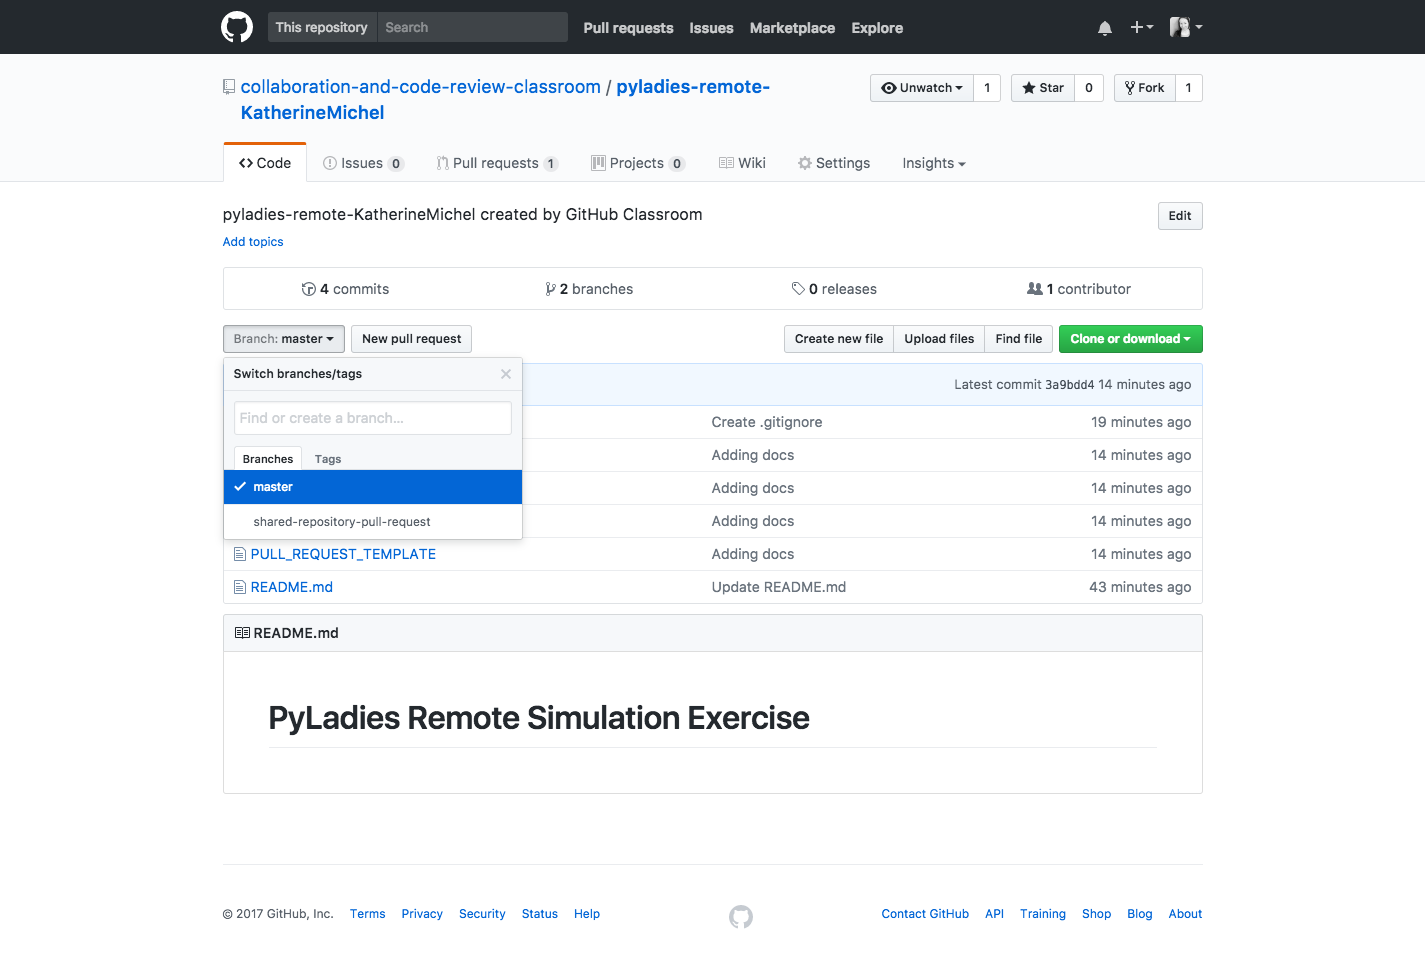 This repository Search Pull requests Issues Marketplace Explore
collaboration-and-code-review-classroom / pyladies-remote-
KatherineMichel
Unwatch 1 Star 0 Fork 1
Code Issues 0 Pull requests 1 Projects 0 Wiki Settings Insights
pyladies-remote-KatherineMichel created by GitHub Classroom
Edit
Add topics
4 commits 2 branches 0 releases 1 contributor
Branch: master New pull request Create new file Upload files Find file Clone or download
Switch branches/tags
Latest commit 3a9bdd4 14 minutes ago
Find or create a branch...
Create .gitignore 19 minutes ago
Branches Tags
Adding docs 14 minutes ago
master
Adding docs 14 minutes ago
shared-repository-pull-request
Adding docs 14 minutes ago
PULL_REQUEST_TEMPLATE Adding docs 14 minutes ago
README.md Update README.md 43 minutes ago
README.md
PyLadies Remote Simulation Exercise
© 2017 GitHub, Inc. Terms Privacy Security Status Help Contact GitHub API Training Shop Blog About